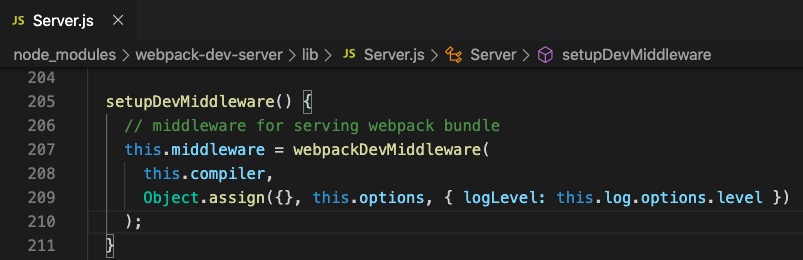 JS Server.js ×
node_modules > webpack-dev-server > lib > JS Server.js > Server > setupDevMiddleware
204
205 setupDevMiddleware() {
206 // middleware for serving webpack bundle
207 this.middleware = webpackDevMiddleware(
208 this.compiler,
209 Object.assign({}, this.options, { logLevel: this.log.options.level })
210 );
211 }